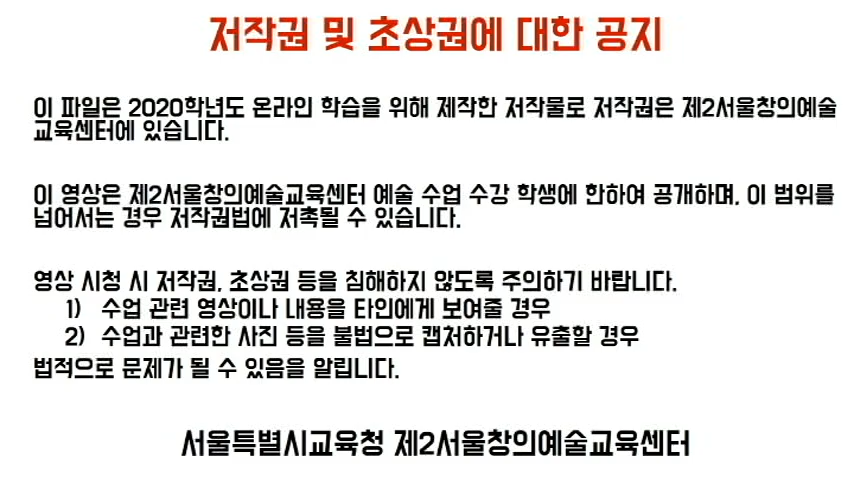 저작권 및 초상권에 대한 공지
이 파일은 2020학년도 온라인 학습을 위해 제작한 저작물로 저작권은 제2서울창의예술
교육센터에 있습니다.
이 영상은 제2서울창의예술교육센터 예술 수업 수강 학생에 한하여 공개하며, 이 범위를
넘어서는 경우 저작권법에 저촉될 수 있습니다.
영상 시청 시 저작권, 초상권 등을 침해하지 않도록 주의하기 바랍니다.
1) 수업 관련 영상이나 내용을 타인에게 보여줄 경우
2) 수업과 관련한 사진 등을 불법으로 캡처하거나 유출할 경우
법적으로 문제가 될 수 있음을 알립니다.
서울특별시교육청 제2서울창의예술교육센터